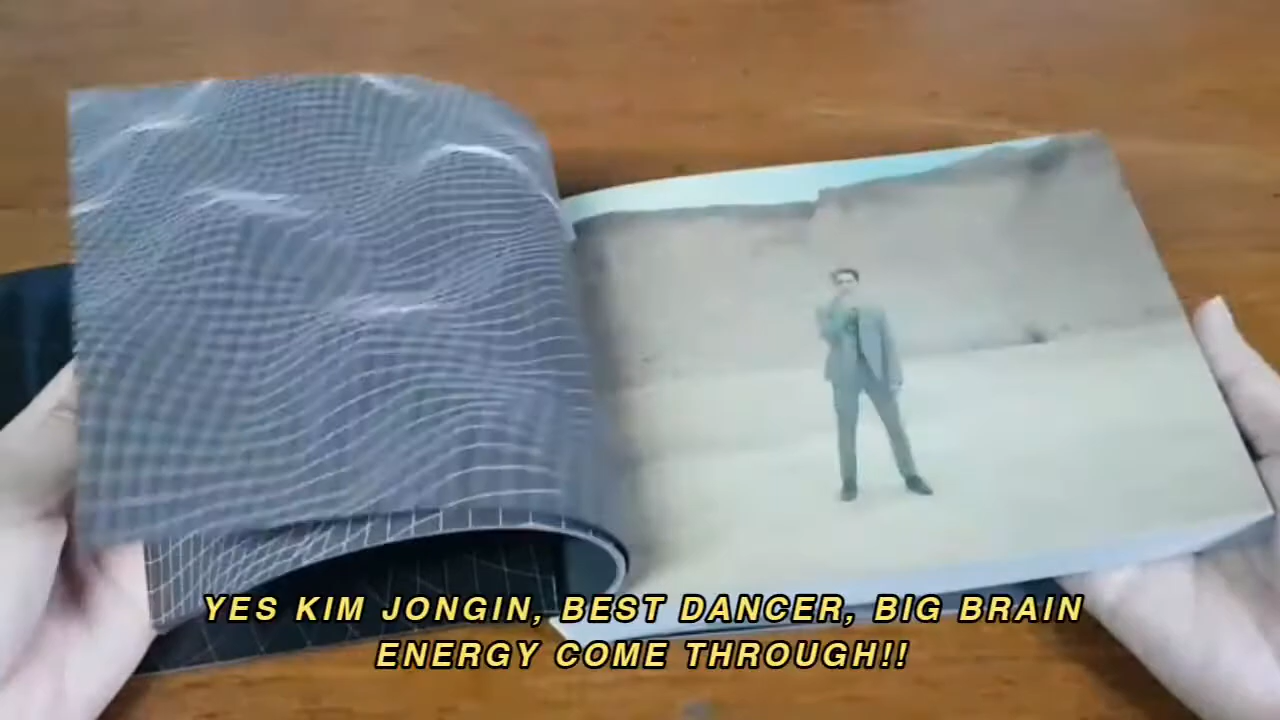 YES KIM JONGIN, BEST DANCER, BIG BRAIN
ENERGY COME THROUGH!!